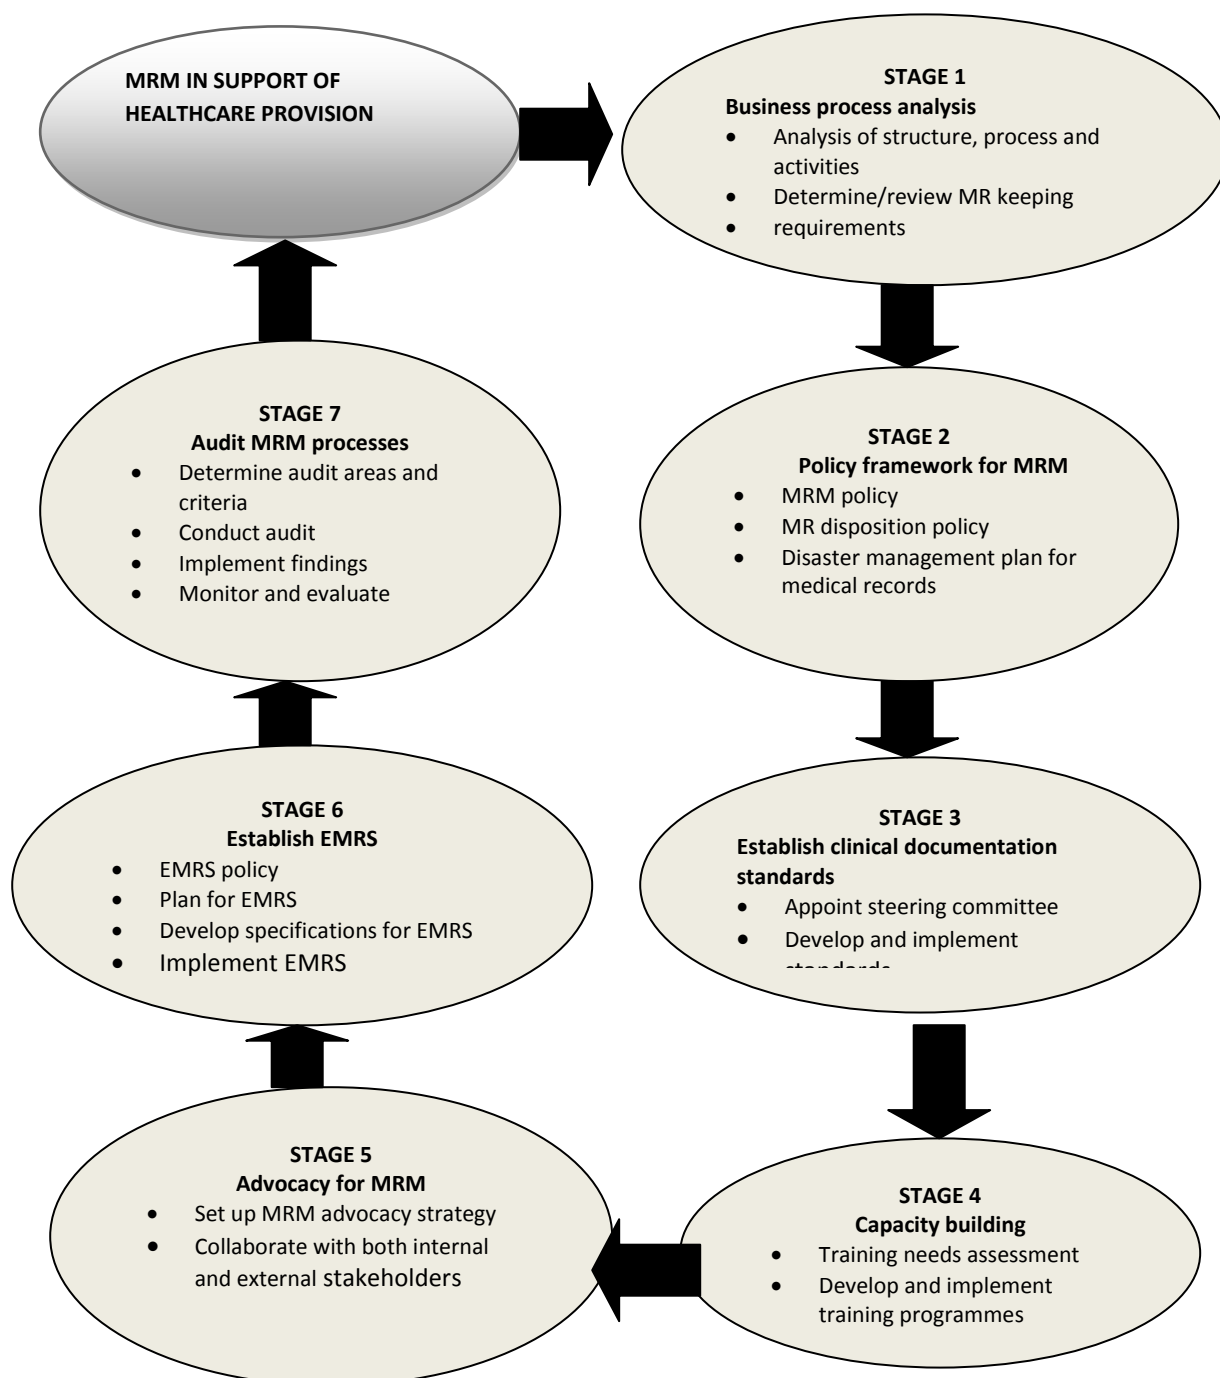 MRM IN SUPPORT OF
HEALTHCARE PROVISION
STAGE 1
Business process analysis
• Analysis of structure, process and
activities
• Determine/review MR keeping
• requirements
STAGE 2
Policy framework for MRM
• MRM policy
• MR disposition policy
• Disaster management plan for
medical records
STAGE 3
Establish clinical documentation
standards
• Appoint steering committee
• Develop and implement
standards
STAGE 4
Capacity building
• Training needs assessment
• Develop and implement
training programmes
STAGE 5
Advocacy for MRM
• Set up MRM advocacy strategy
• Collaborate with both internal
and external stakeholders
STAGE 6
Establish EMRS
• EMRS policy
• Plan for EMRS
• Develop specifications for EMRS
• Implement EMRS
STAGE 7
Audit MRM processes
• Determine audit areas and
criteria
• Conduct audit
• Implement findings
• Monitor and evaluate